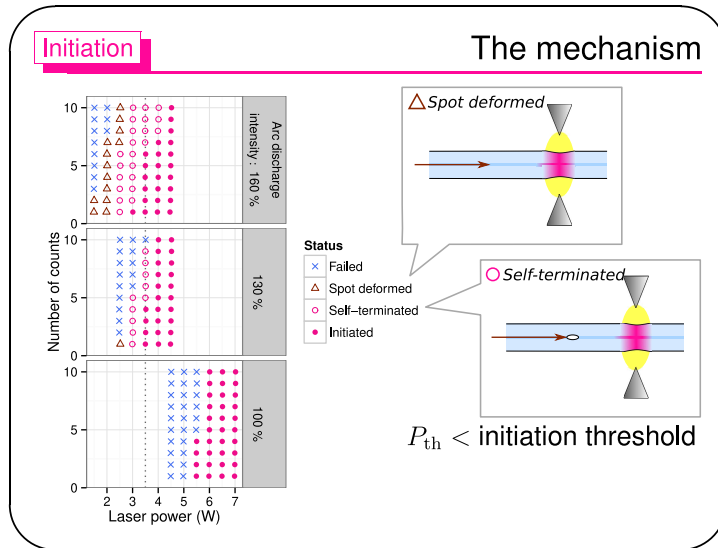 Initiation
The mechanism
Number of counts
10
5
0
Arc discharge
intensity : 160 %
10
5
0
130 %
10
5
0
100 %
2 3 4 5 6 7
Laser power (W)
Status
Failed
Spot deformed
Self−terminated
Initiated
Spot deformed
Self-terminated
P_th < initiation threshold